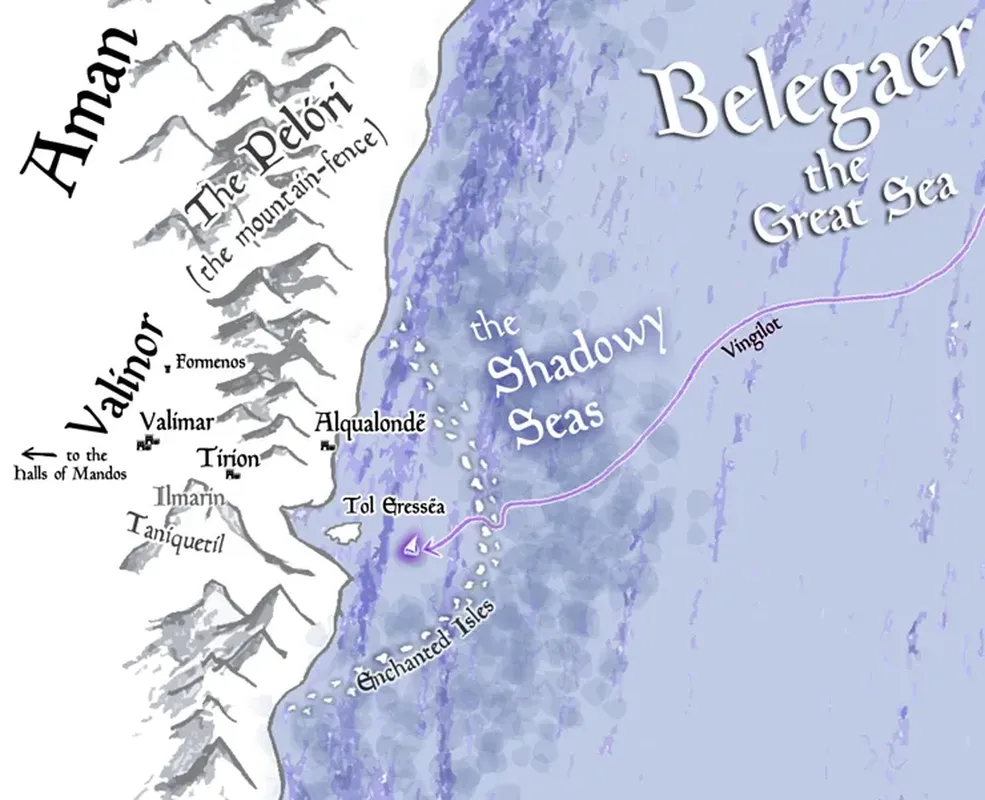 Aman
The Pelóri
(the mountain-fence)
Belegaer
the
Great Sea
Vingilot
the
Shadowy
Seas
Valinor
Formenos
Valimar
Alqualondë
to the
Halls of Mandos
Tirion
Ilmarin
Taniquetil
Tol Eressëa
Enchanted Isles